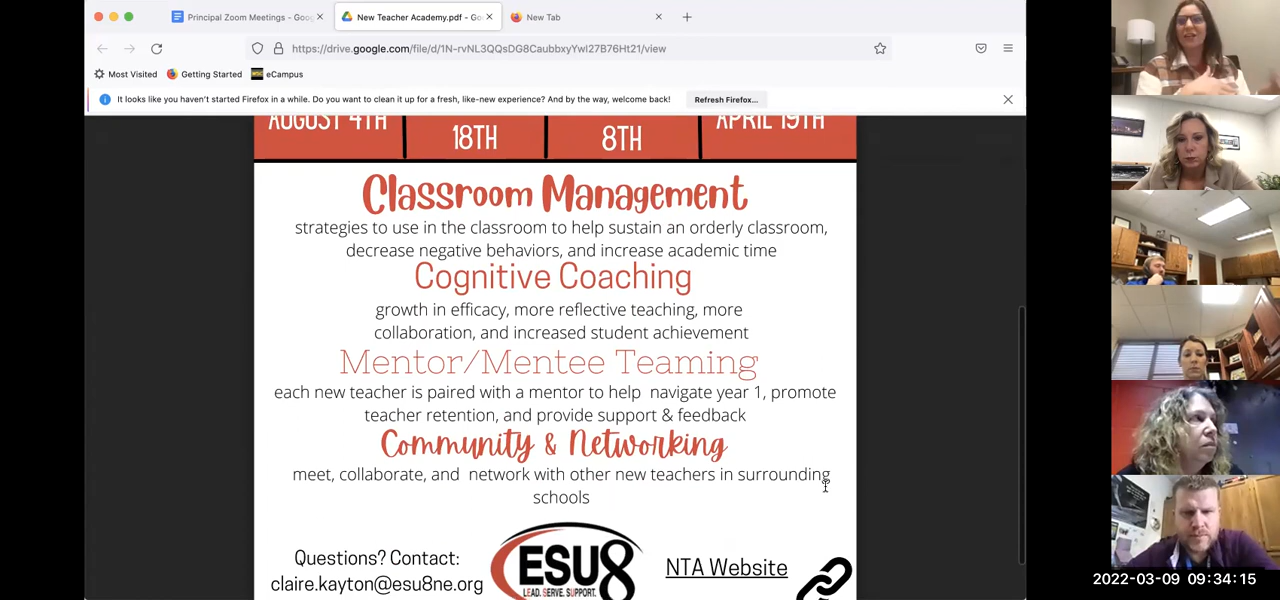 Principal Zoom Meetings - Goo
New Teacher Academy.pdf - Go
New Tab
https://drive.google.com/file/d/1N-rvNL3QQsDG8CaubbxyYwI27B76Ht21/view
Most Visited
Getting Started
eCampus
It looks like you haven't started Firefox in a while. Do you want to clean it up for a fresh, like-new experience? And by the way, welcome back!
Refresh Firefox...
AUGUST 4TH
18TH
8TH
APRIL 19TH
Classroom Management
strategies to use in the classroom to help sustain an orderly classroom,
decrease negative behaviors, and increase academic time
Cognitive Coaching
growth in efficacy, more reflective teaching, more
collaboration, and increased student achievement
Mentor/Mentee Teaming
each new teacher is paired with a mentor to help navigate year 1, promote
teacher retention, and provide support & feedback
Community & Networking
meet, collaborate, and network with other new teachers in surrounding
schools
Questions? Contact:
claire.kayton@esu8ne.org
ESU8
LEAD. SERVE. SUPPORT.
NTA Website
2022-03-09 09:34:15